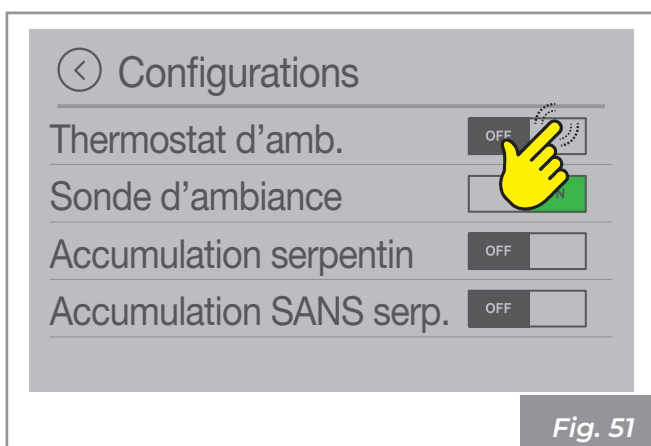 Configurations
Thermostat d’amb. OFF
Sonde d’ambiance
Accumulation serpentin OFF
Accumulation SANS serp. OFF
Fig. 51